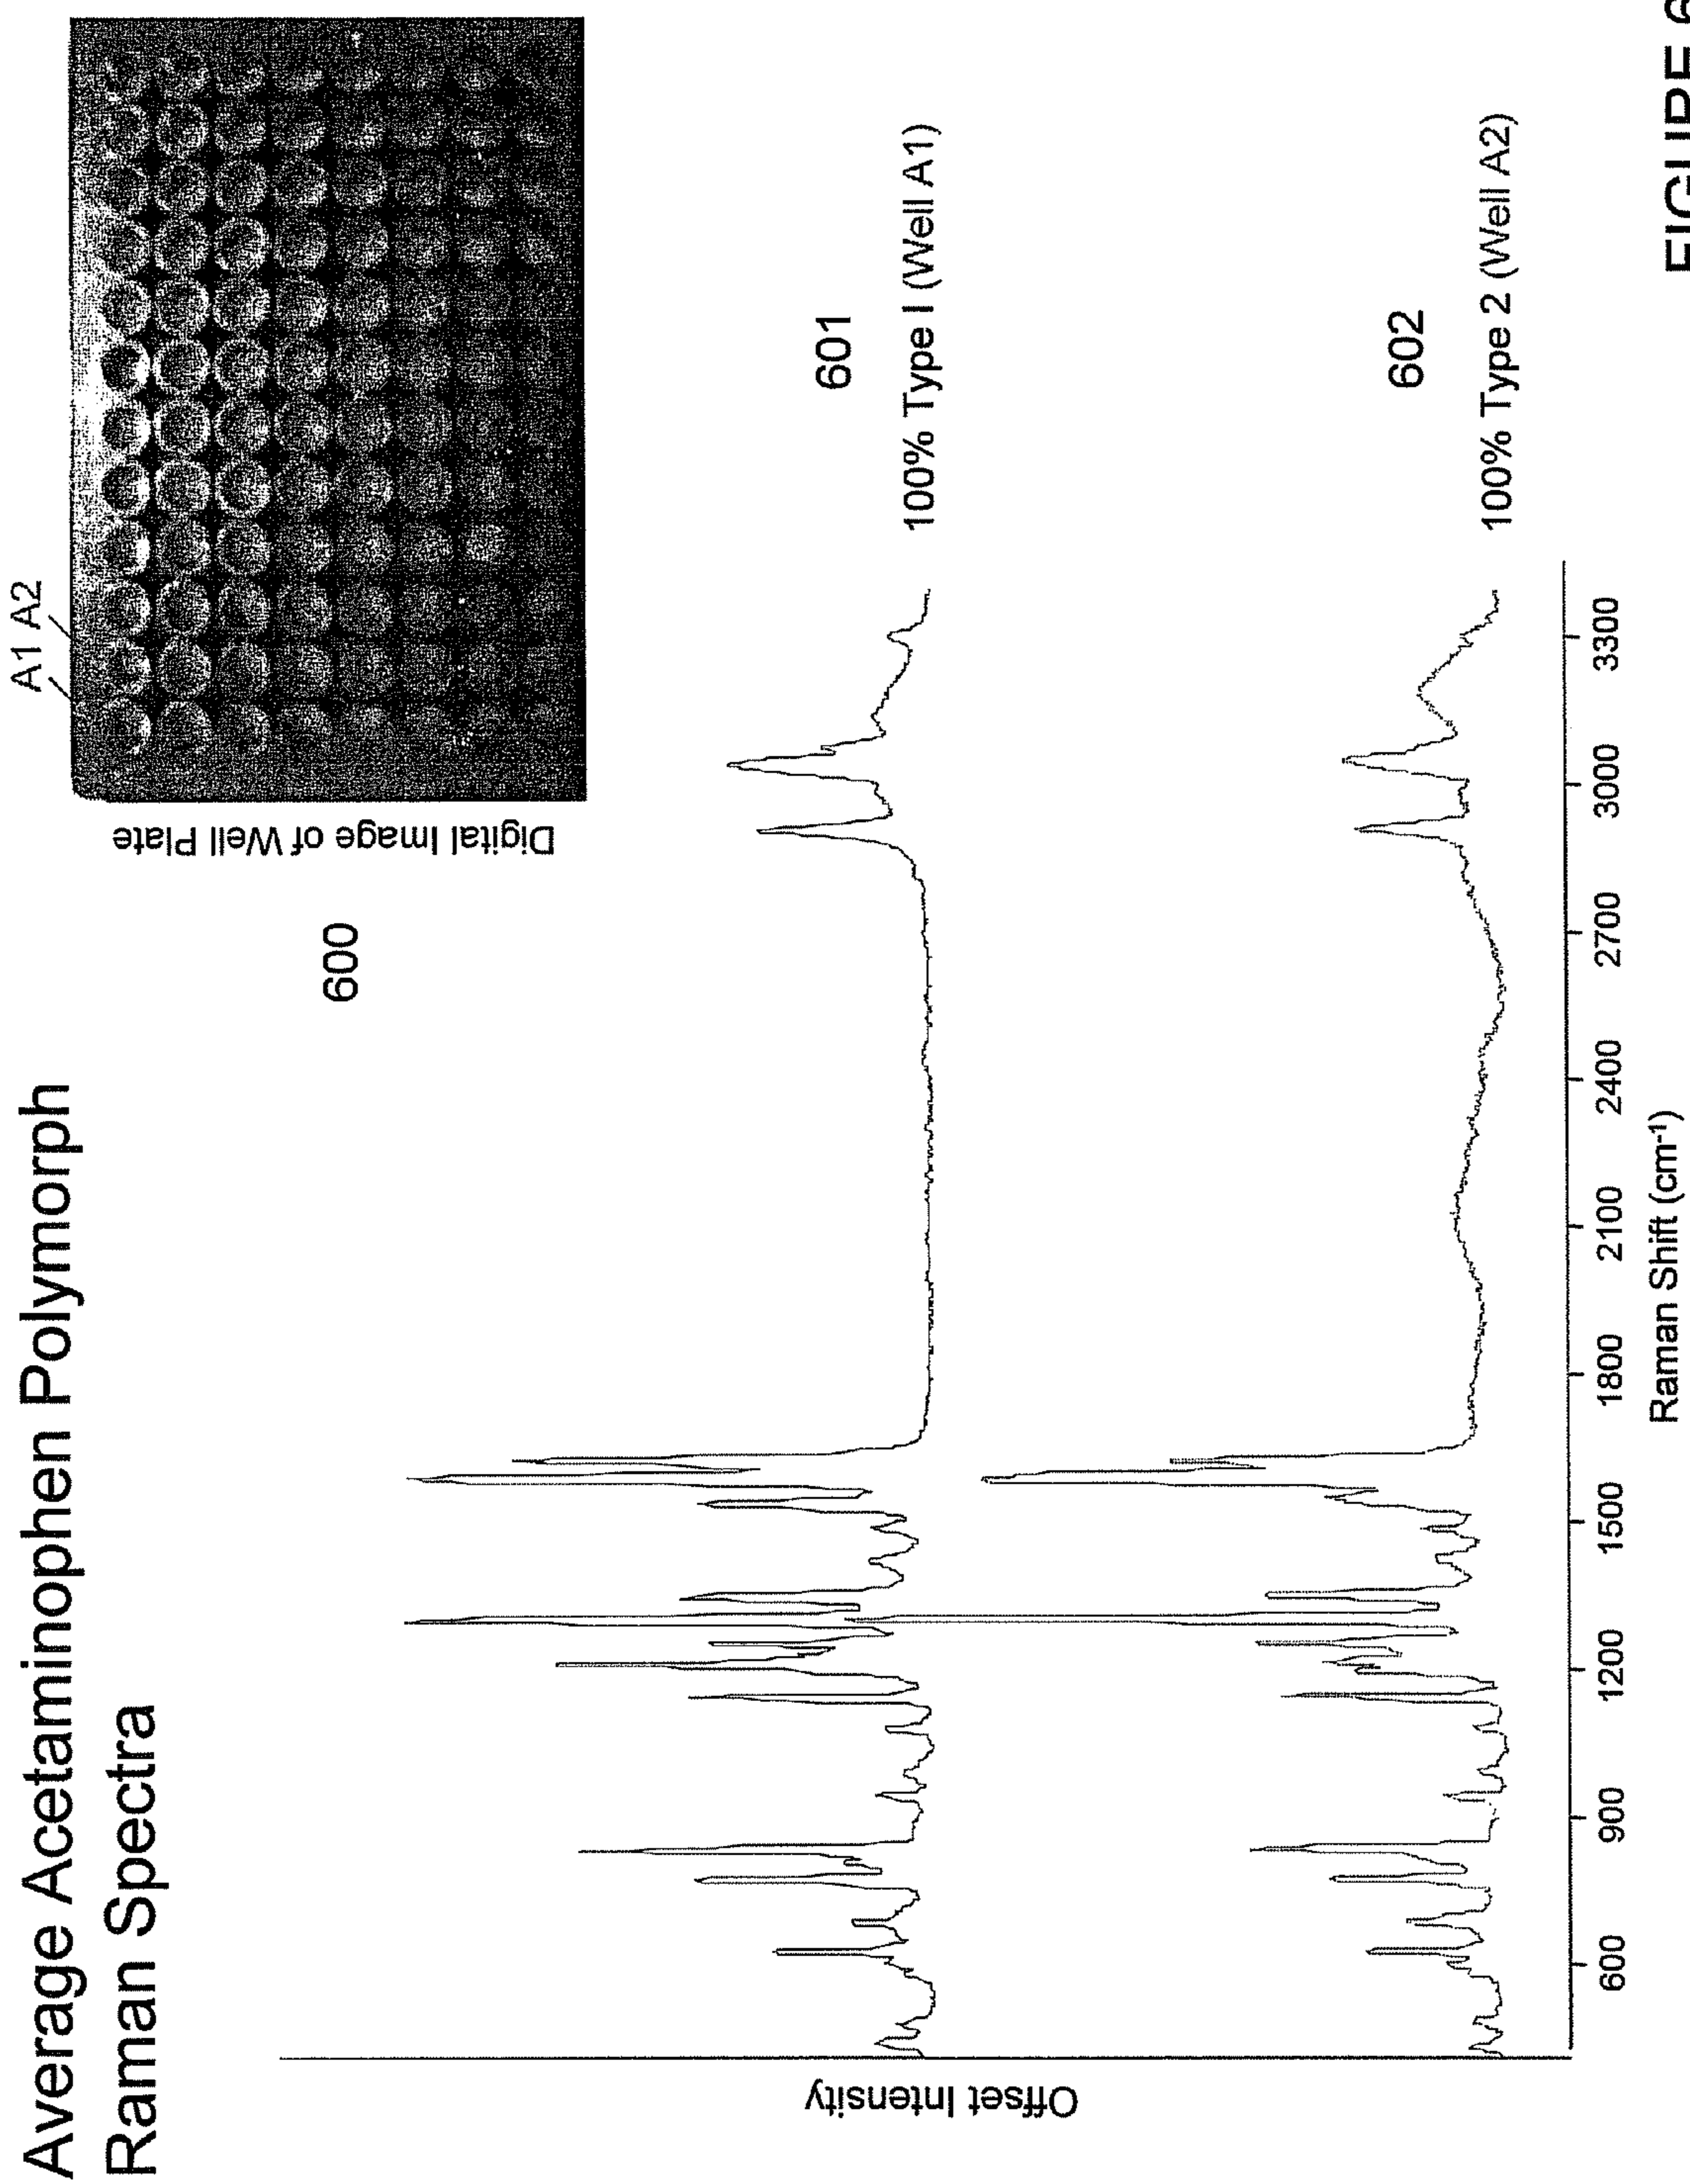 Average Acetaminophen Polymorph
Raman Spectra
A1 A2
600
Digital Image of Well Plate
601
100% Type I (Well A1)
602
100% Type 2 (Well A2)
Offset Intensity
600 900 1200 1500 1800 2100 2400 2700 3000 3300
Raman Shift (cm-1)
FIGURE 6